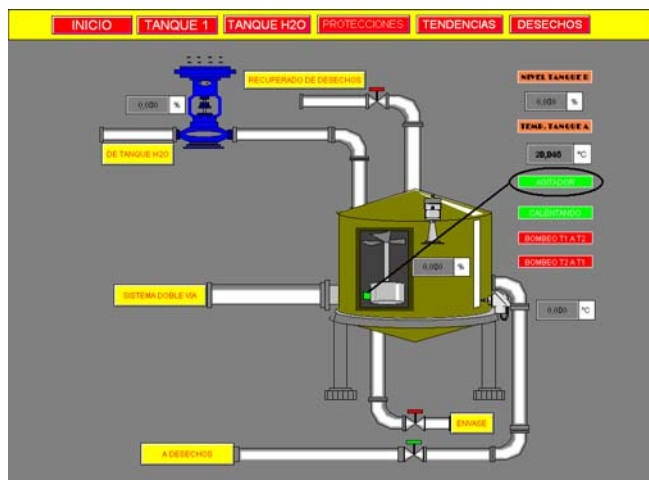 INICIO
TANQUE 1
TANQUE H2O
PROTECCIONES
TENDENCIAS
DESECHOS
RECUPERADO DE DESECHOS
NIVEL TANQUE B
0,000 %
0,000 %
TEMP. TANQUE A
DE TANQUE H2O
°C
AGITADOR
CALENTANDO
BOMBEO T1 A T2
BOMBEO T2 A T1
0,000 %
SISTEMA DOBLE VIA
0,000 °C
ENVASE
A DESECHOS